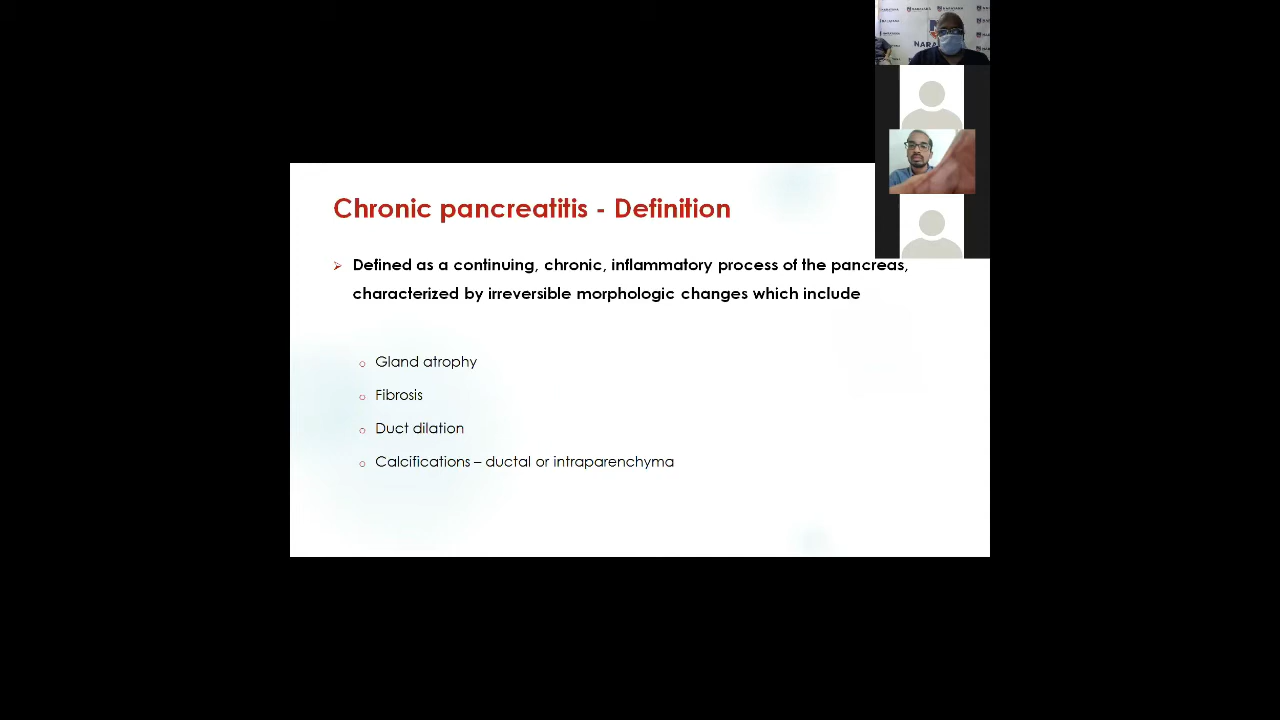 NARA
Chronic pancreatitis - Definition
Defined as a continuing, chronic, inflammatory process of the pancreas,
characterized by irreversible morphologic changes which include
Gland atrophy
Fibrosis
Duct dilation
Calcifications – ductal or intraparenchyma